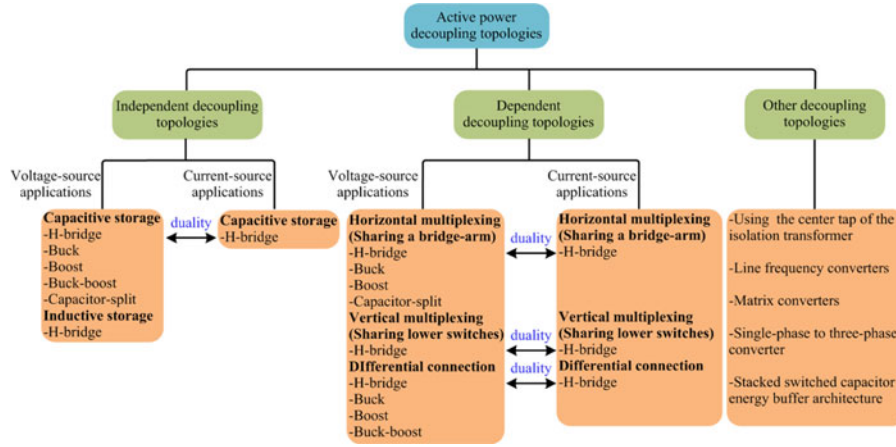 Active power
decoupling topologies
Independent decoupling
topologies
Dependent
decoupling topologies
Other decoupling
topologies
Voltage-source
applications
Current-source
applications
Voltage-source
applications
Current-source
applications
Capacitive storage
-H-bridge
-Buck
-Boost
-Buck-boost
-Capacitor-split
Inductive storage
-H-bridge
duality
Capacitive storage
-H-bridge
Horizontal multiplexing
(Sharing a bridge-arm)
-H-bridge
-Buck
-Boost
-Capacitor-split
Vertical multiplexing
(Sharing lower switches)
-H-bridge
DIfferential connection
-H-bridge
-Buck
-Boost
-Buck-boost
duality
duality
duality
Horizontal multiplexing
(Sharing a bridge-arm)
-H-bridge
Vertical multiplexing
(Sharing lower switches)
-H-bridge
Differential connection
-H-bridge
-Using the center tap of the
isolation transformer
-Line frequency converters
-Matrix converters
-Single-phase to three-phase
converter
-Stacked switched capacitor
energy buffer architecture